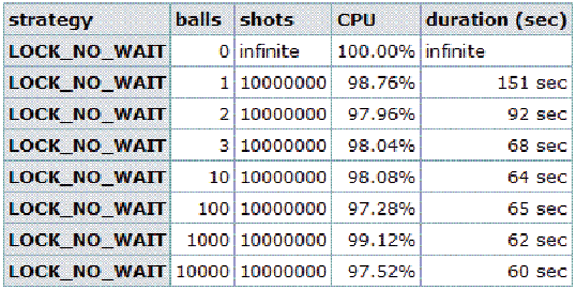 strategy balls shots CPU duration (sec)
LOCK_NO_WAIT 0 infinite 100.00% infinite
LOCK_NO_WAIT 1 10000000 98.76% 151 sec
LOCK_NO_WAIT 2 10000000 97.96% 92 sec
LOCK_NO_WAIT 3 10000000 98.04% 68 sec
LOCK_NO_WAIT 10 10000000 98.08% 64 sec
LOCK_NO_WAIT 100 10000000 97.28% 65 sec
LOCK_NO_WAIT 1000 10000000 99.12% 62 sec
LOCK_NO_WAIT 10000 10000000 97.52% 60 sec